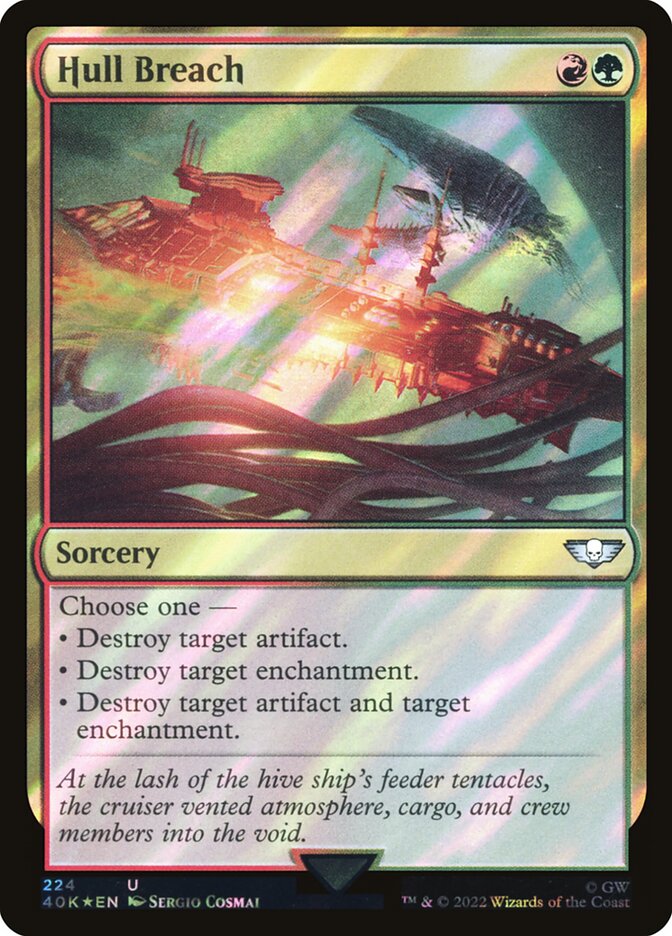 Hull Breach
Sorcery
Choose one —
• Destroy target artifact.
• Destroy target enchantment.
• Destroy target artifact and target
enchantment.
At the lash of the hive ship's feeder tentacles,
the cruiser vented atmosphere, cargo, and crew
members into the void.
224 U
40K★EN Sergio Cosmai
© GW
™ & © 2022 Wizards of the Coast